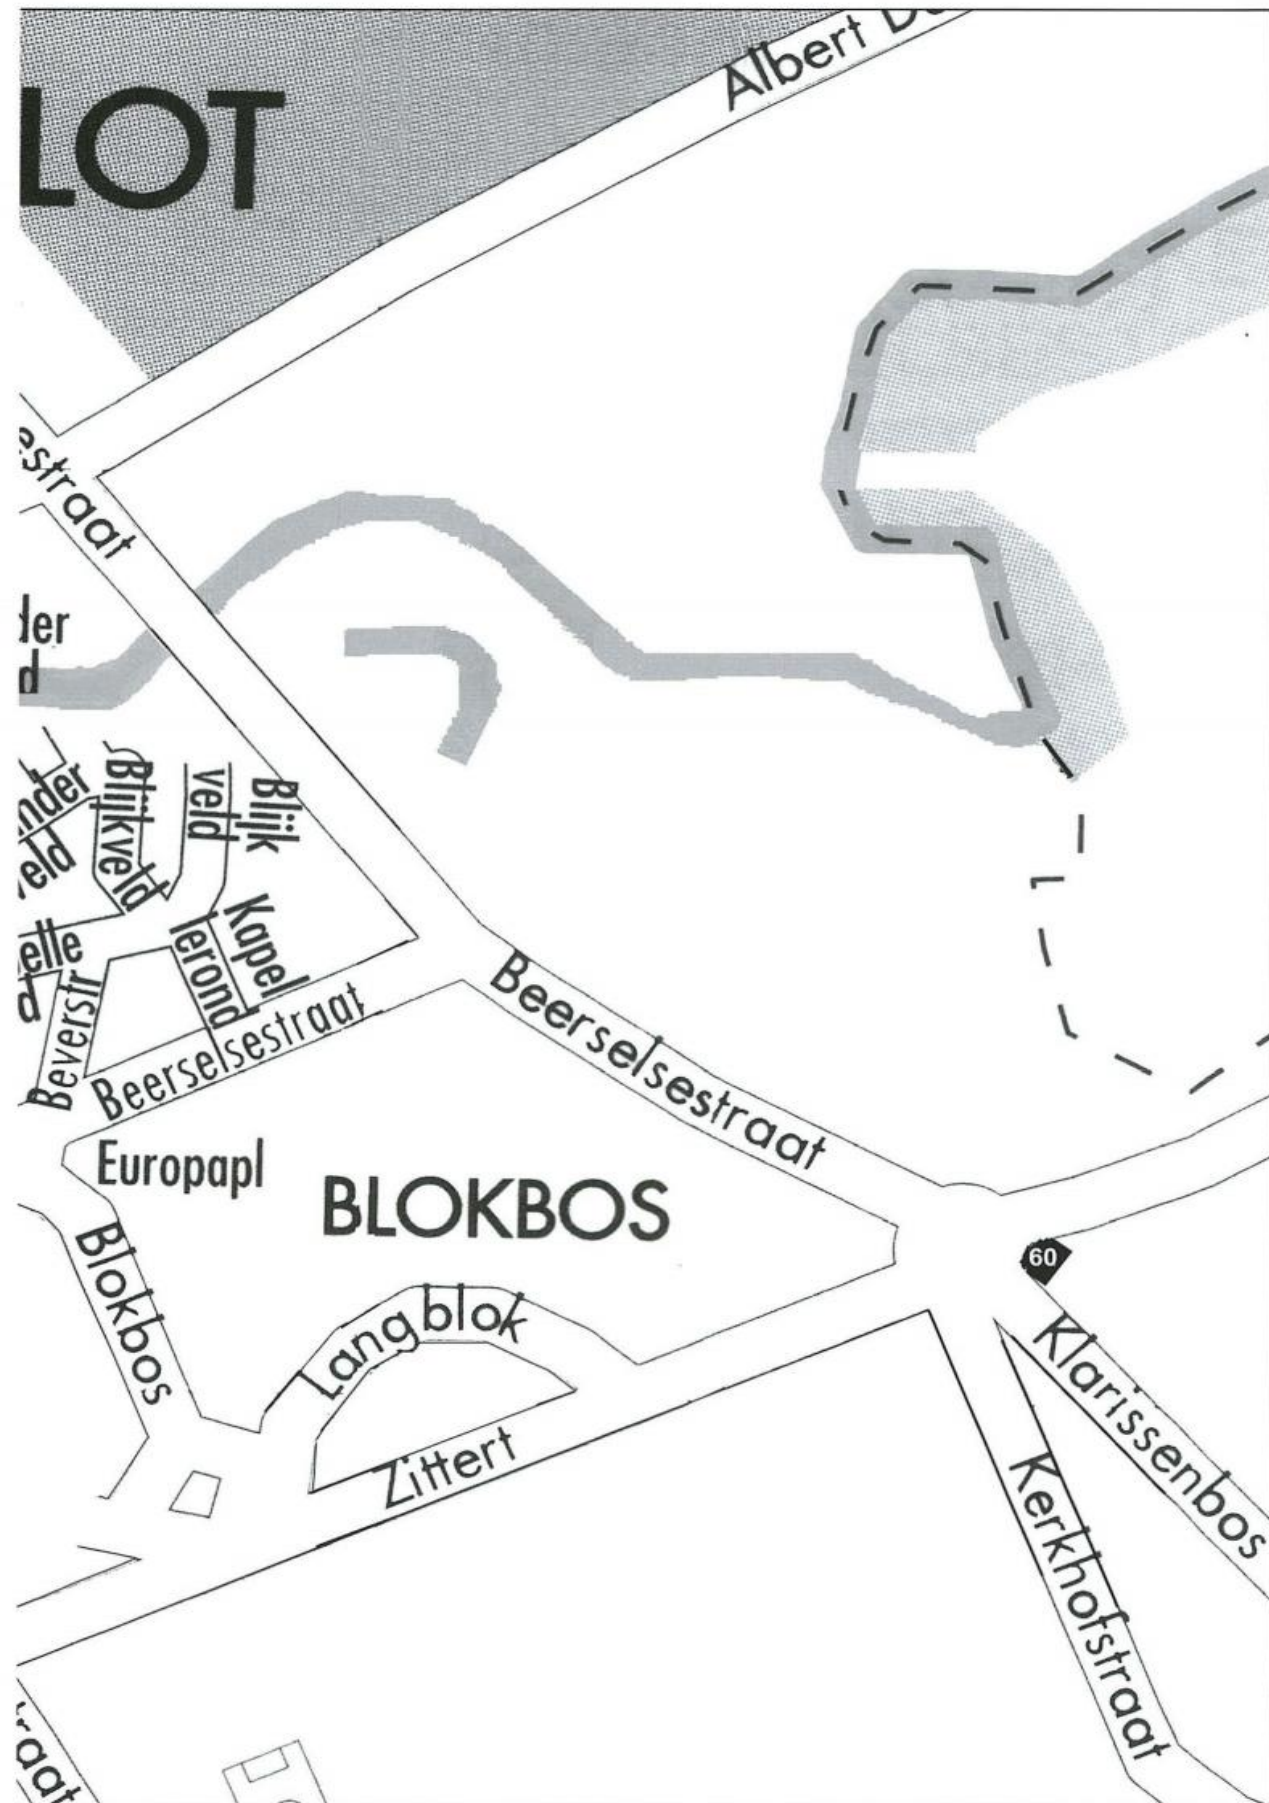 LOT
Albert
estraat
der
d
nder
eld
Blijkveld
Blijk
veld
Kapel
lerond
elle
d
Beverstr
Beerselsestraat
Beerselsestraat
Europapl
BLOKBOS
Blokbos
Langblok
Zittert
60
Klarissenbos
Kerkhofstraat
raat